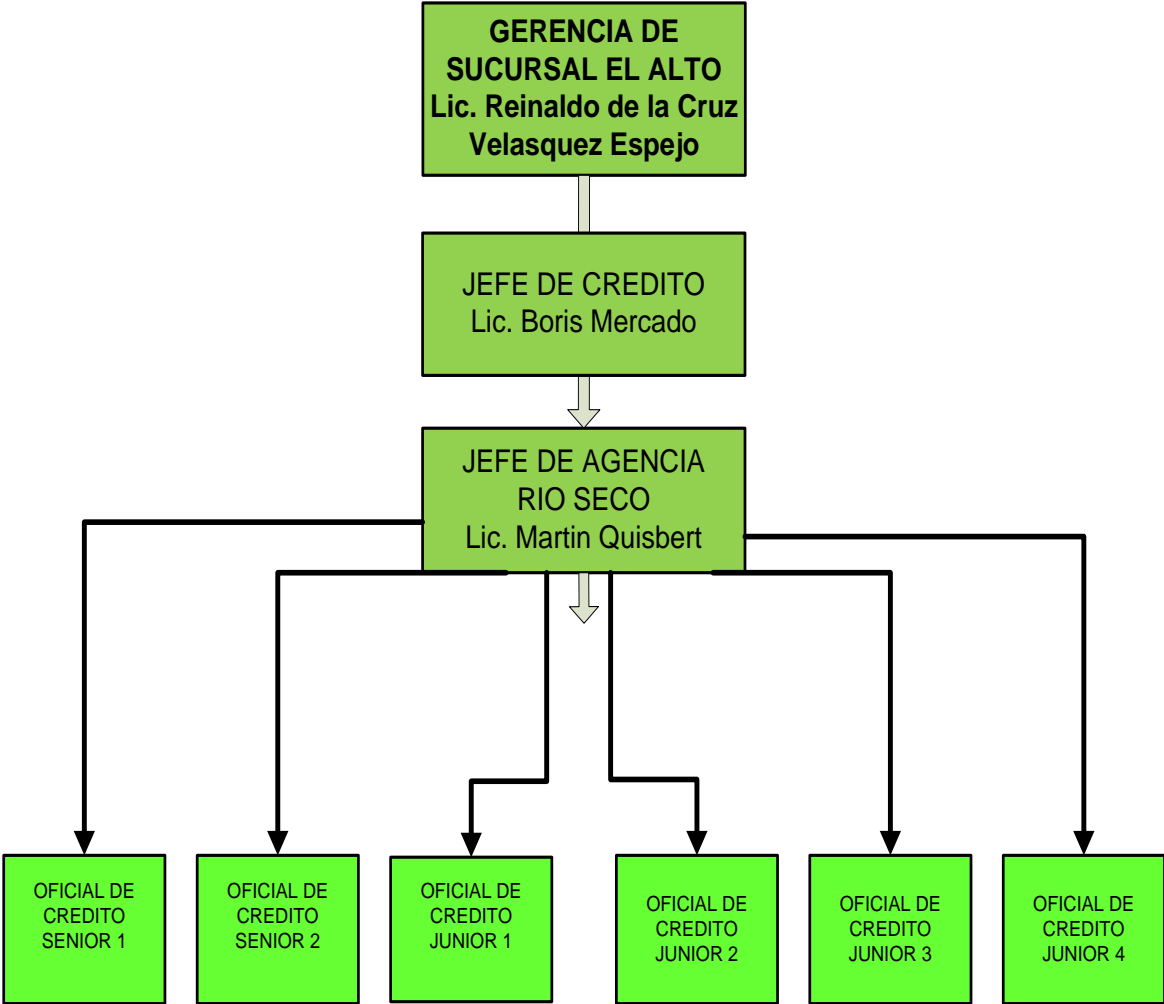 GERENCIA DE
SUCURSAL EL ALTO
Lic. Reinaldo de la Cruz
Velasquez Espejo
JEFE DE CREDITO
Lic. Boris Mercado
JEFE DE AGENCIA
RIO SECO
Lic. Martin Quisbert
OFICIAL DE
CREDITO
SENIOR 1
OFICIAL DE
CREDITO
SENIOR 2
OFICIAL DE
CREDITO
JUNIOR 1
OFICIAL DE
CREDITO
JUNIOR 2
OFICIAL DE
CREDITO
JUNIOR 3
OFICIAL DE
CREDITO
JUNIOR 4